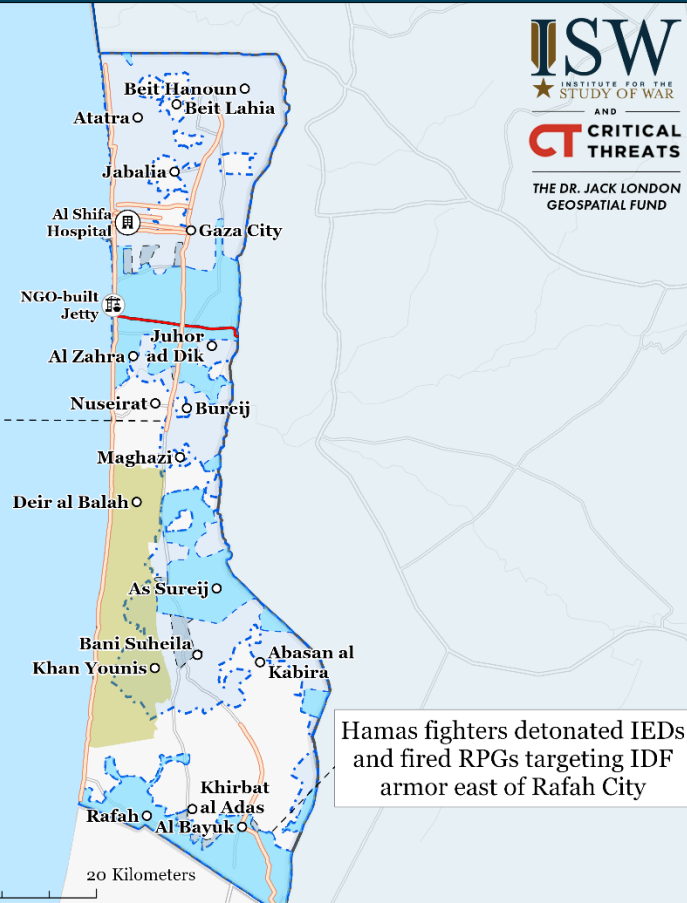 ISW
INSTITUTE FOR THE
STUDY OF WAR
AND
CT CRITICAL
THREATS
THE DR. JACK LONDON
GEOSPATIAL FUND
Beit Hanoun
Beit Lahia
Atatra
Jabalia
Al Shifa
Hospital
Gaza City
NGO-built
Jetty
Juhor
ad Dik
Al Zahra
Nuseirat
Bureij
Maghazi
Deir al Balah
As Sureij
Bani Suheila
Khan Younis
Abasan al
Kabira
Hamas fighters detonated IEDs
and fired RPGs targeting IDF
armor east of Rafah City
Khirbat
al Adas
Rafah
Al Bayuk
20 Kilometers